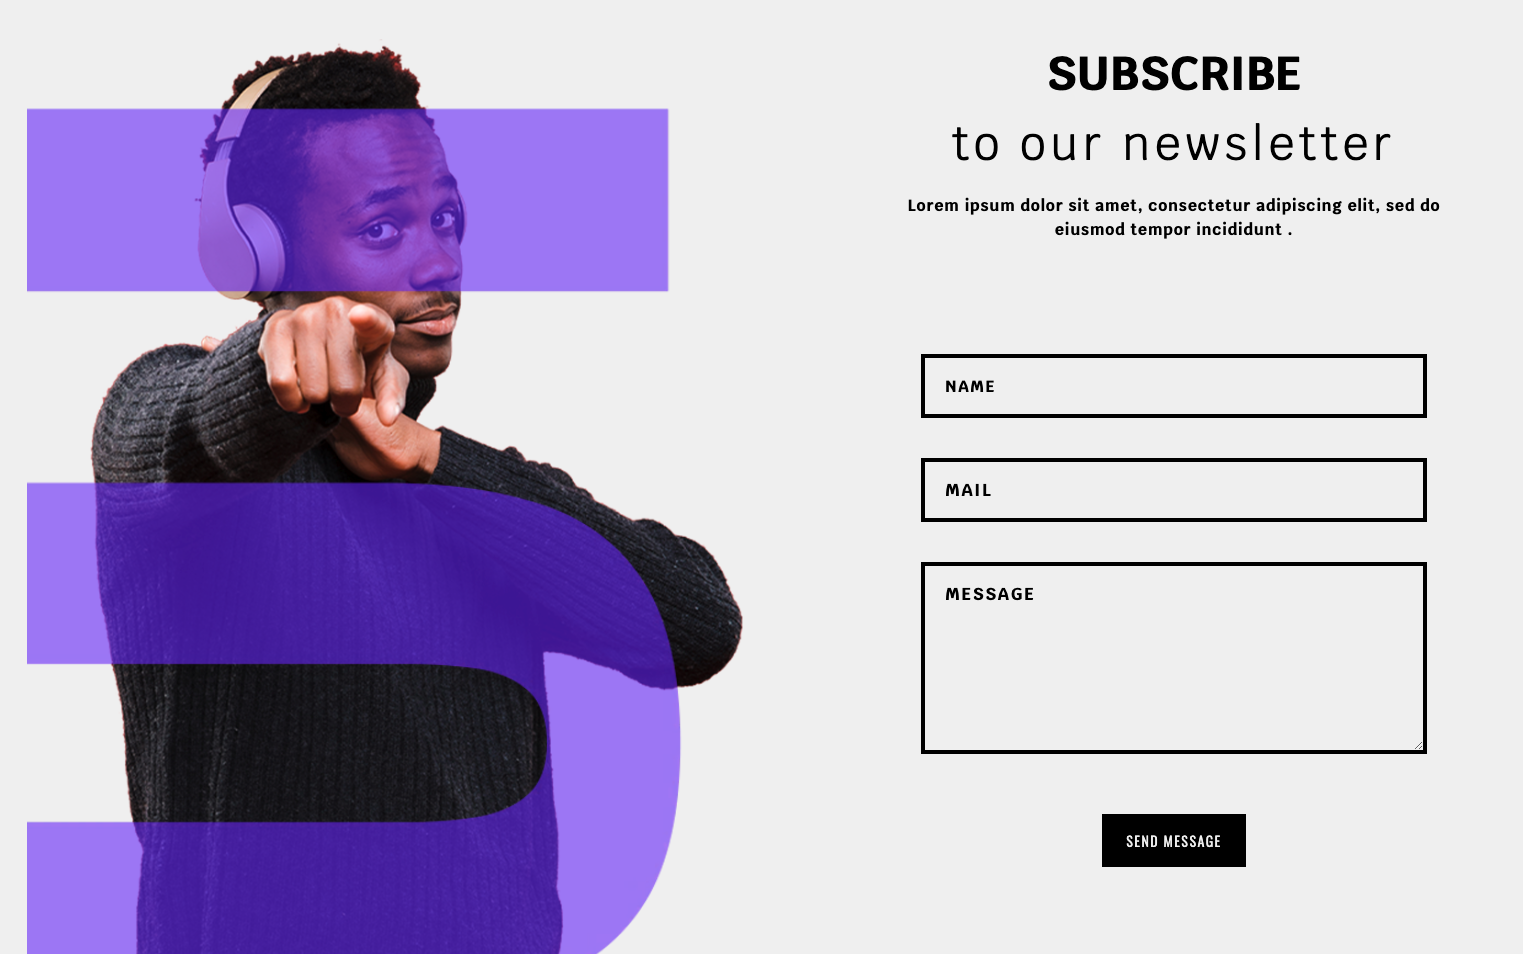 SUBSCRIBE
to our newsletter
Lorem ipsum dolor sit amet, consectetur adipiscing elit, sed do
eiusmod tempor incididunt .
NAME
MAIL
MESSAGE
SEND MESSAGE